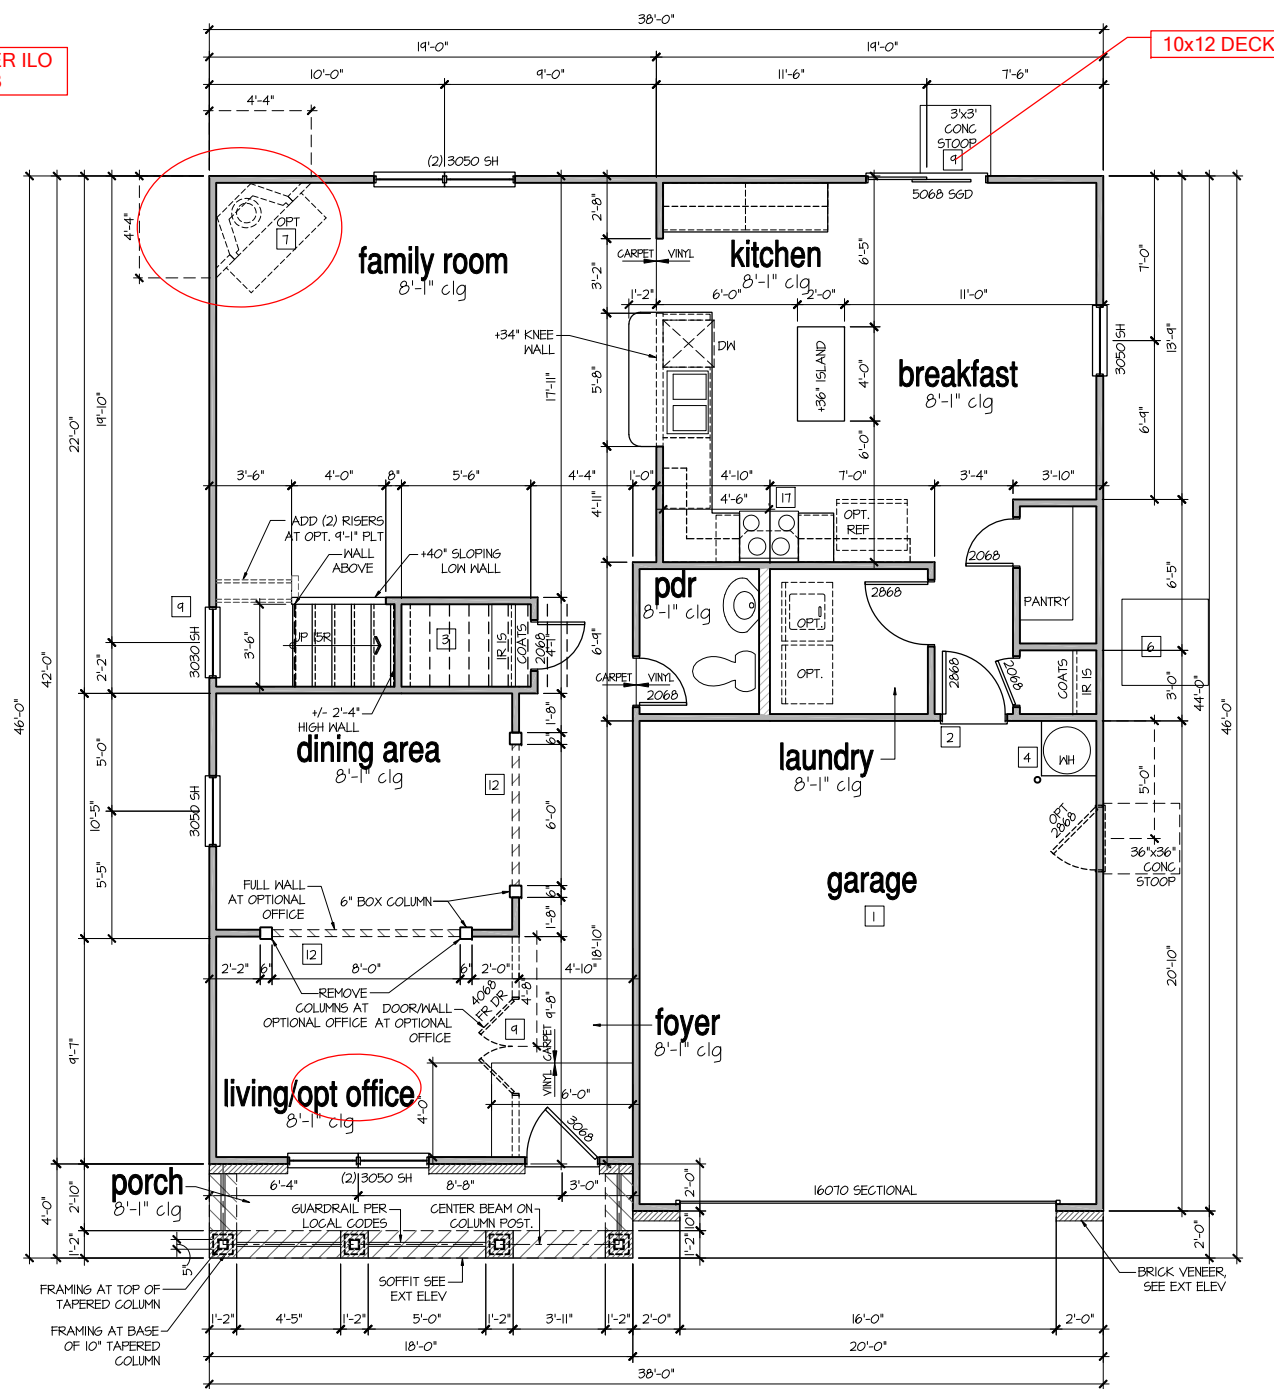 38'-0"
ER ILO
10x12 DECK
19'-0"
19'-0"
10'-0"
9'-0"
11'-6"
7'-6"
4'-4"
3'x3'
CONC
STOOP
9
(2) 3050 SH
5068 SGD
4'-4"
OPT
7
2'-8"
CARPET
VINYL
6'-5"
7'-0"
family room
8'-1" clg
kitchen
8'-1" clg
3'-2"
1'-2"
6'-0"
2'-0"
11'-0"
+34" KNEE
WALL
DW
+36" ISLAND
4'-0"
3050 SH
13'-9"
breakfast
8'-1" clg
17'-11"
5'-8"
19'-10"
22'-0"
6'-9"
6'-0"
3'-6"
4'-0"
8"
5'-6"
4'-4"
1'-0"
4'-10"
7'-0"
3'-4"
3'-10"
4'-6"
17
4'-11"
OPT.
REF
ADD (2) RISERS
AT OPT. 9'-1" PLT
WALL
ABOVE
+40" SLOPING
LOW WALL
2068
6'-5"
pdr
8'-1" clg
2868
PANTRY
9
3030 SH
3'-6"
UP 15R
3
1R 1S
COATS
2068
4'-1"
6'-9"
OPT.
OPT.
6
42'-0"
46'-0"
2'-2"
CARPET
VINYL
2068
2868
2068
COATS
1R 1S
3'-0"
44'-0"
46'-0"
+/- 2'-4"
HIGH WALL
1'-8"
6"
dining area
8'-1" clg
laundry
8'-1" clg
2
4
WH
5'-0"
12
5'-0"
10'-5"
3050 SH
6'-0"
OPT
2868
36"x36"
CONC
STOOP
5'-5"
FULL WALL
AT OPTIONAL
OFFICE
6" BOX COLUMN
6"
1'-8"
garage
1
12
18'-10"
2'-2"
6"
8'-0"
6"
2'-0"
4'-10"
20'-10"
REMOVE
COLUMNS AT
OPTIONAL OFFICE
DOOR/WALL
AT OPTIONAL
OFFICE
4068
FR DR
4'-8"
9
9'-8"
CARPET
VINYL
foyer
8'-1" clg
9'-7"
living/opt office
8'-1" clg
4'-0"
6'-0"
3068
porch
8'-1" clg
(2) 3050 SH
6'-4"
8'-8"
3'-0"
2'-0"
16070 SECTIONAL
4'-0"
2'-10"
GUARDRAIL PER
LOCAL CODES
CENTER BEAM ON
COLUMN POST.
10"
1'-2"
1'-2"
5"
2'-0"
SOFFIT SEE
EXT ELEV
BRICK VENEER,
SEE EXT ELEV
FRAMING AT TOP OF
TAPERED COLUMN
FRAMING AT BASE
OF 10" TAPERED
COLUMN
1'-2"
4'-5"
1'-2"
5'-0"
1'-2"
3'-11"
1'-2"
2'-0"
16'-0"
2'-0"
18'-0"
20'-0"
38'-0"